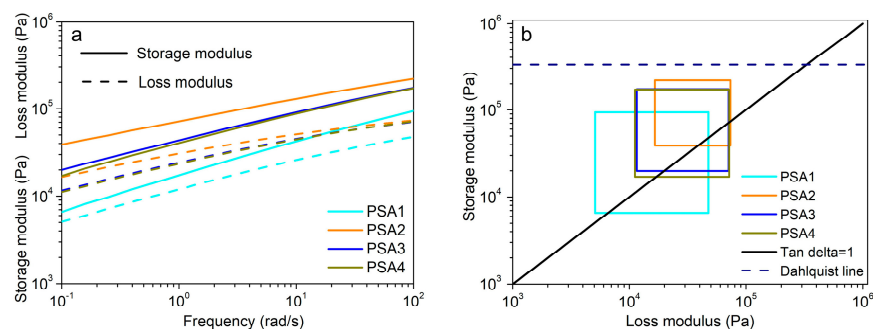 a
Storage modulus
Loss modulus
Storage modulus (Pa) Loss modulus (Pa)
10^6
10^5
10^4
10^3
PSA1
PSA2
PSA3
PSA4
10^-1 10^0 10^1 10^2
Frequency (rad/s)
b
Storage modulus (Pa)
10^6
10^5
10^4
10^3
PSA1
PSA2
PSA3
PSA4
Tan delta=1
Dahlquist line
10^3 10^4 10^5 10^6
Loss modulus (Pa)